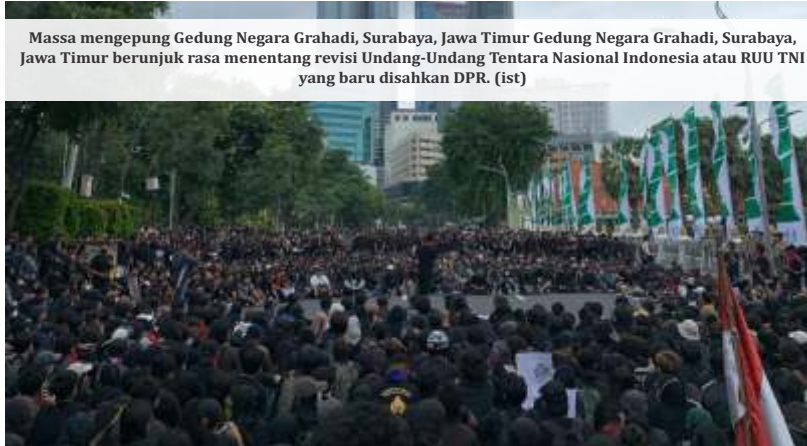 Massa mengepung Gedung Negara Grahadi, Surabaya, Jawa Timur Gedung Negara Grahadi, Surabaya,
Jawa Timur berunjuk rasa menentang revisi Undang-Undang Tentara Nasional Indonesia atau RUU TNI
yang baru disahkan DPR. (ist)